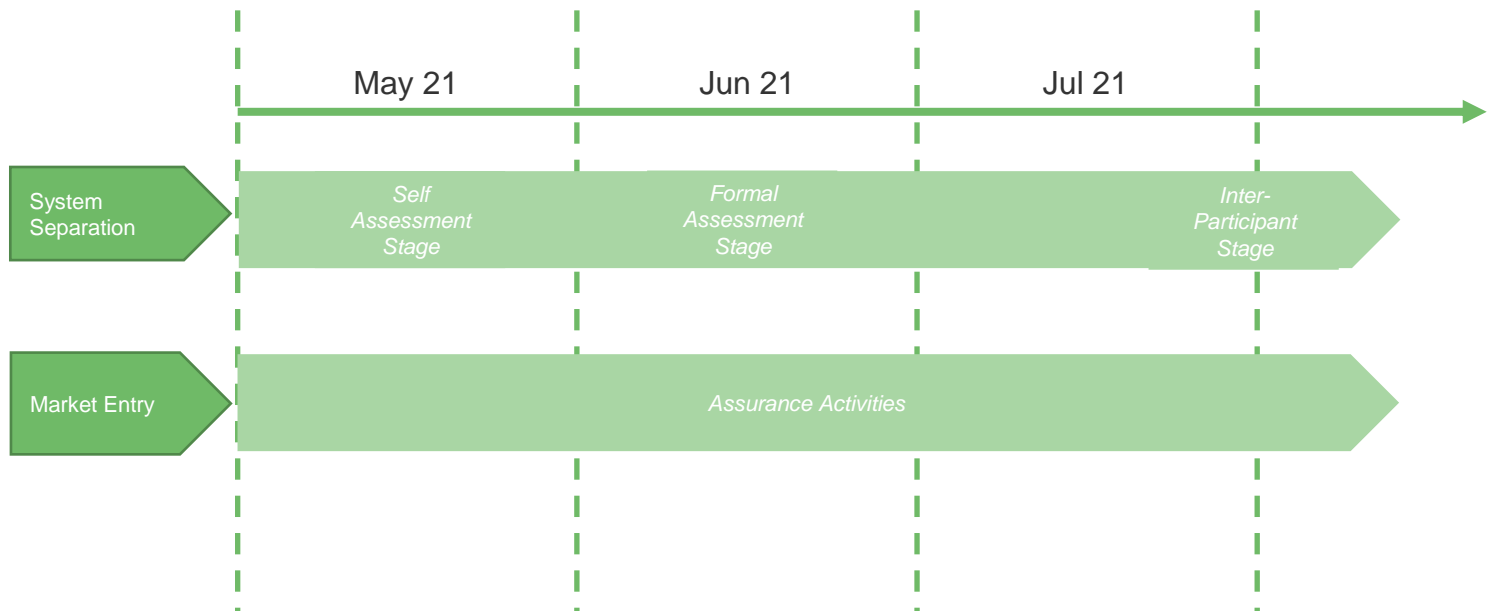 May 21
Jun 21
Jul 21
System
Separation
Self
Assessment
Stage
Formal
Assessment
Stage
Inter-
Participant
Stage
Market Entry
Assurance Activities